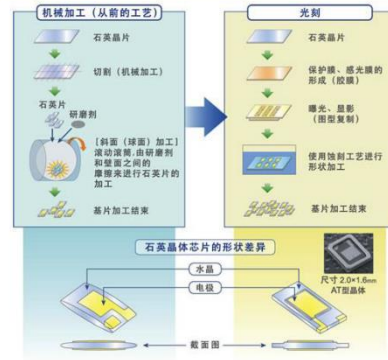 机械加工（从前的工艺）
石英晶片
切割（机械加工）
石英片
研磨剂
［斜面（球面）加工］
滚动滚筒,由研磨剂
和壁面之间的
摩擦来进行石英片的
加工
基片加工结束
光刻
石英晶片
保护膜、感光膜的
形成（胶膜）
曝光、显影
（图型复制）
使用蚀刻工艺进行
形状加工
基片加工结束
石英晶体芯片的形状差异
水晶
电极
尺寸 2.0×1.6mm
AT型晶体
截面图